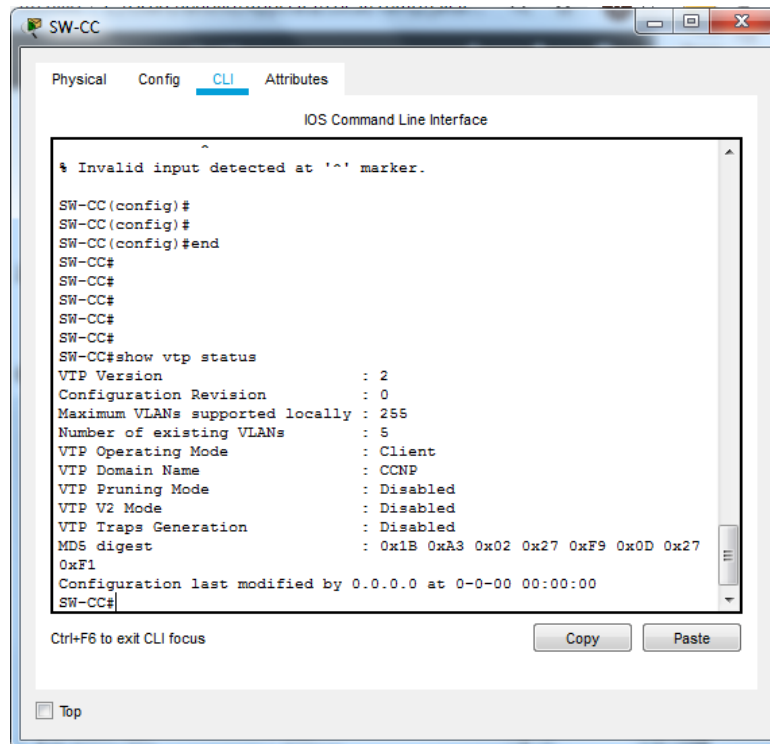 SW-CC
Physical Config CLI Attributes
IOS Command Line Interface
^
% Invalid input detected at '^' marker.
SW-CC(config)#
SW-CC(config)#
SW-CC(config)#end
SW-CC#
SW-CC#
SW-CC#
SW-CC#
SW-CC#
SW-CC#show vtp status
VTP Version : 2
Configuration Revision : 0
Maximum VLANs supported locally : 255
Number of existing VLANs : 5
VTP Operating Mode : Client
VTP Domain Name : CCNP
VTP Pruning Mode : Disabled
VTP V2 Mode : Disabled
VTP Traps Generation : Disabled
MD5 digest : 0x1B 0xA3 0x02 0x27 0xF9 0x0D 0x27
0xF1
Configuration last modified by 0.0.0.0 at 0-0-00 00:00:00
SW-CC#
Ctrl+F6 to exit CLI focus
Copy Paste
Top